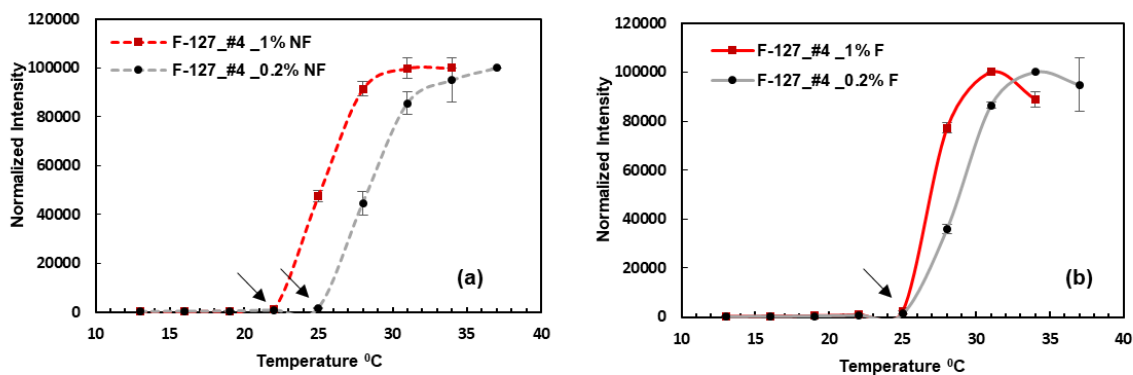 120000
100000
80000
60000
40000
20000
0
Normalized Intensity
F-127_#4 _1% NF
F-127_#4 _0.2% NF
(a)
10 15 20 25 30 35 40
Temperature ⁰C
120000
100000
80000
60000
40000
20000
0
Normalized Intensity
F-127_#4 _1% F
F-127_#4 _0.2% F
(b)
10 15 20 25 30 35 40
Temperature ⁰C